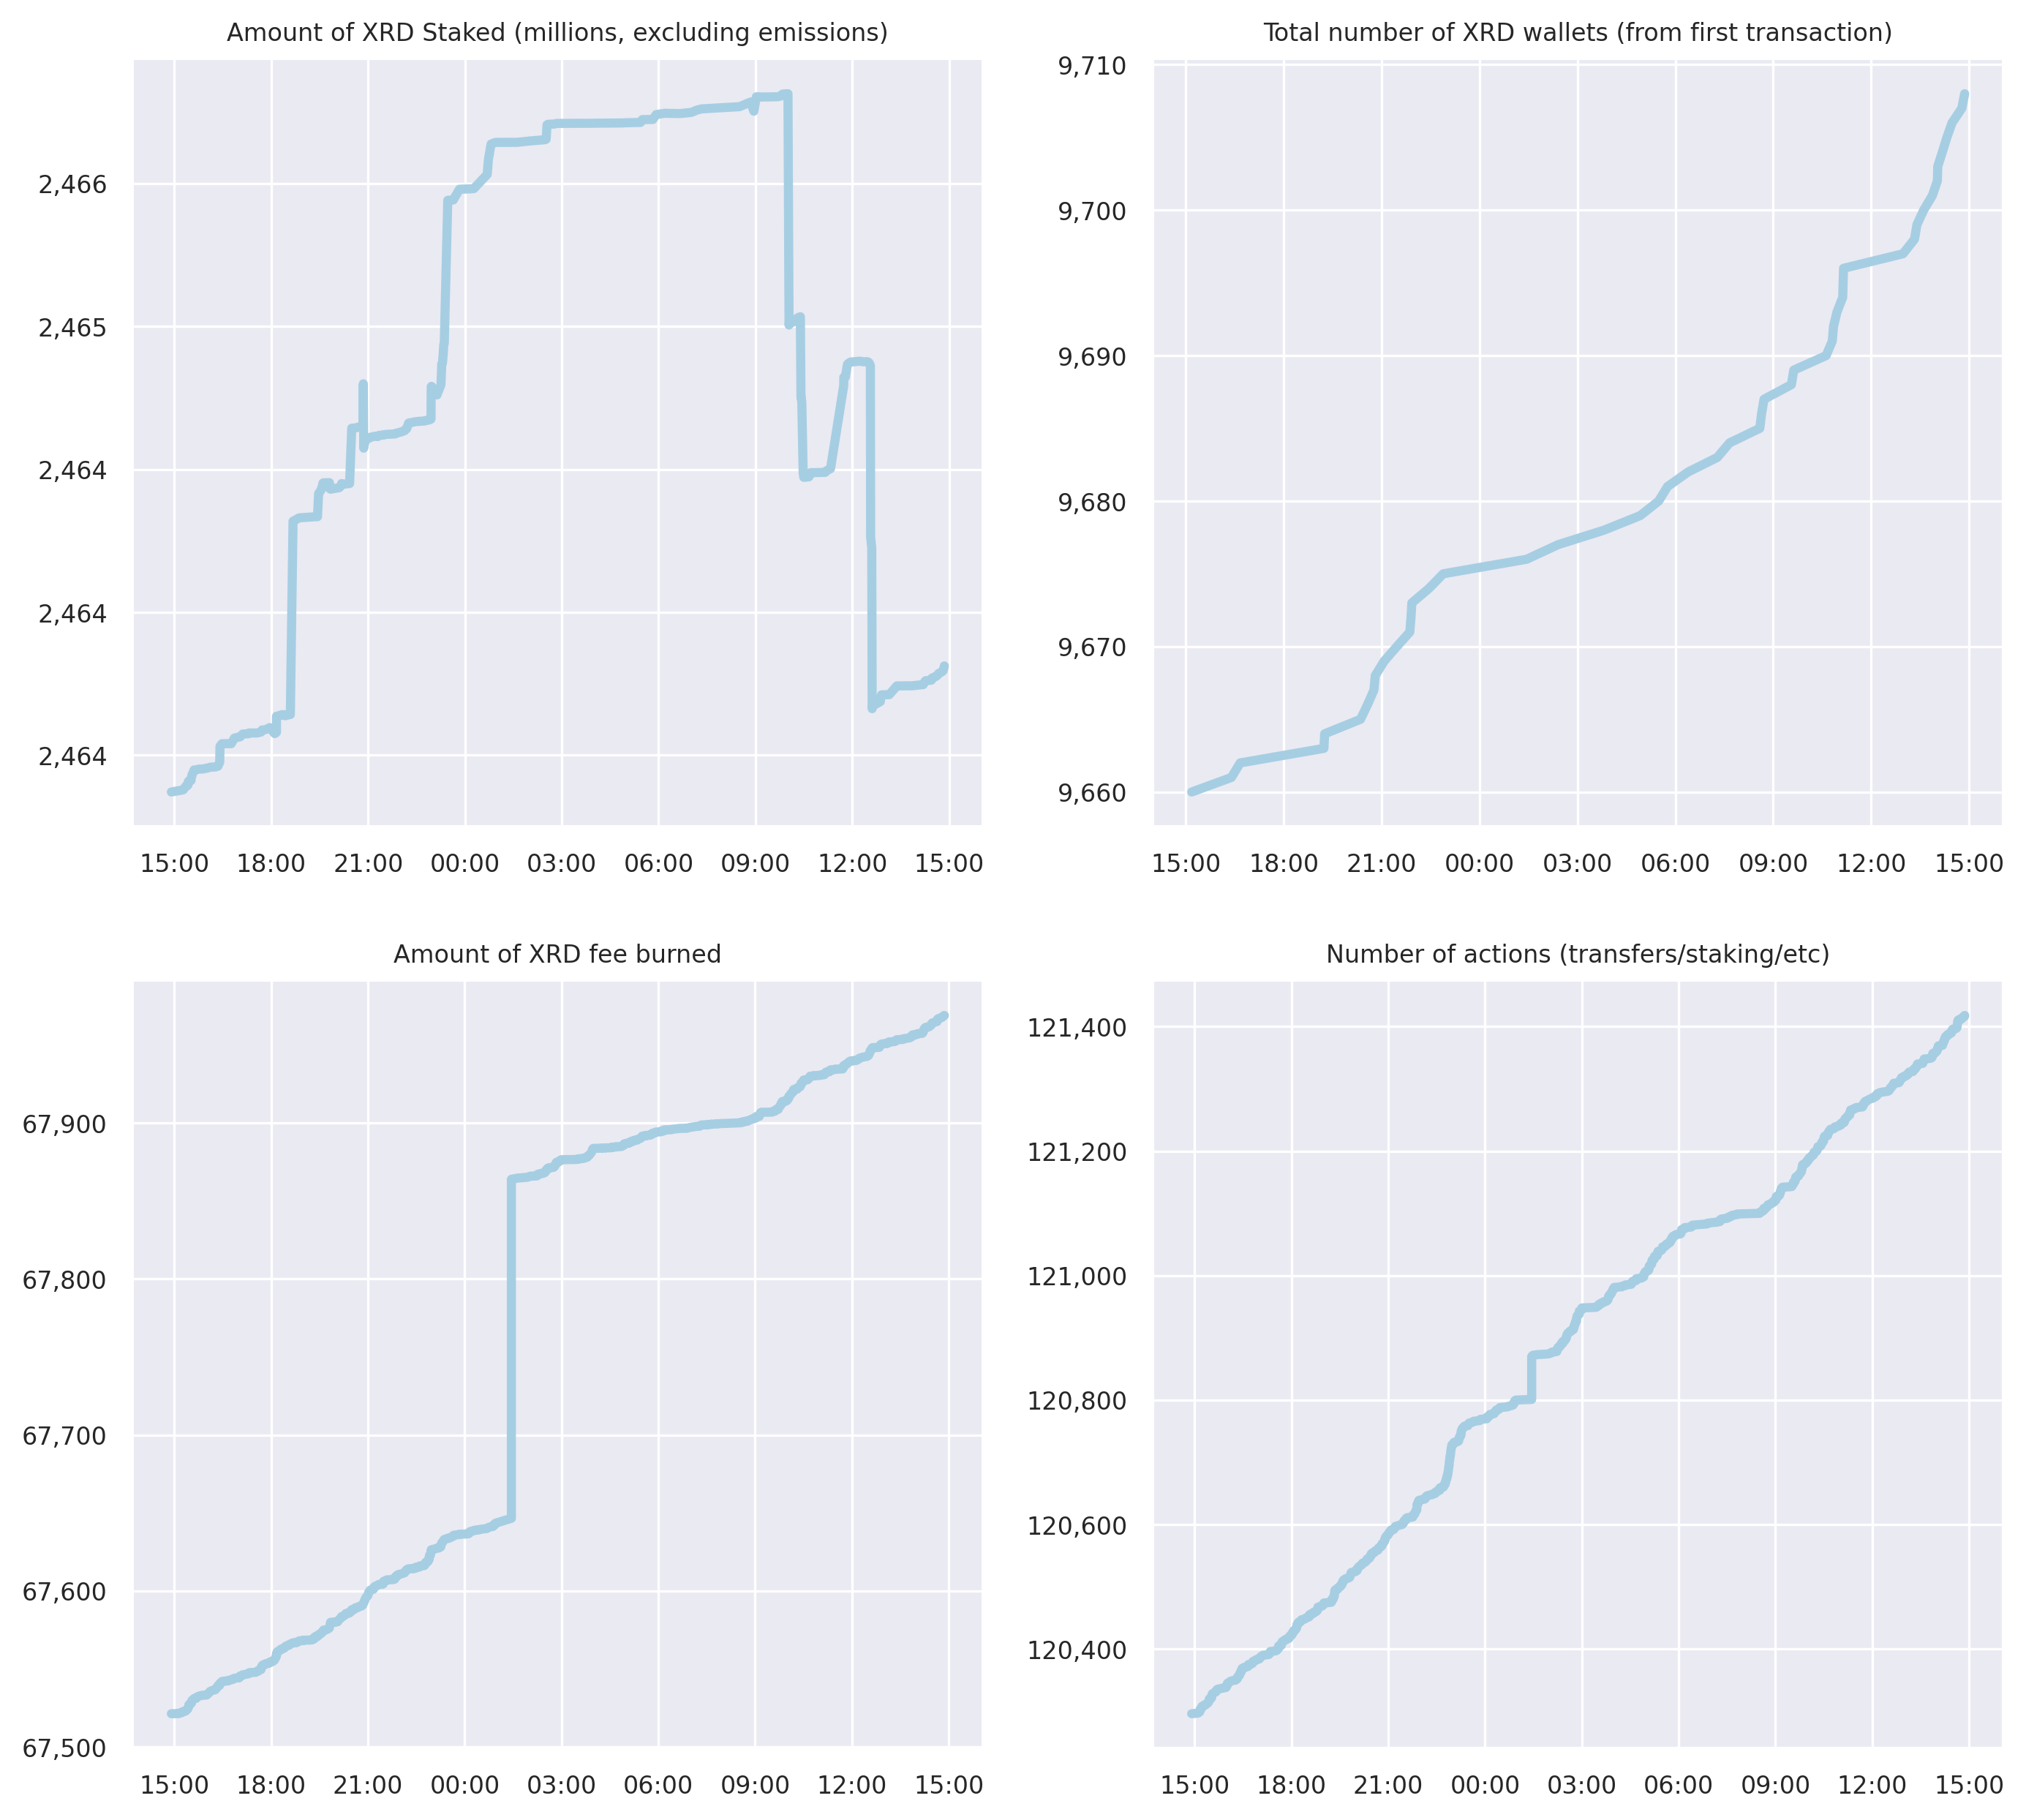 Amount of XRD Staked (millions, excluding emissions)
2,466
2,465
2,464
2,464
2,464
15:00 18:00 21:00 00:00 03:00 06:00 09:00 12:00 15:00
Total number of XRD wallets (from first transaction)
9,710
9,700
9,690
9,680
9,670
9,660
15:00 18:00 21:00 00:00 03:00 06:00 09:00 12:00 15:00
Amount of XRD fee burned
67,900
67,800
67,700
67,600
67,500
15:00 18:00 21:00 00:00 03:00 06:00 09:00 12:00 15:00
Number of actions (transfers/staking/etc)
121,400
121,200
121,000
120,800
120,600
120,400
15:00 18:00 21:00 00:00 03:00 06:00 09:00 12:00 15:00